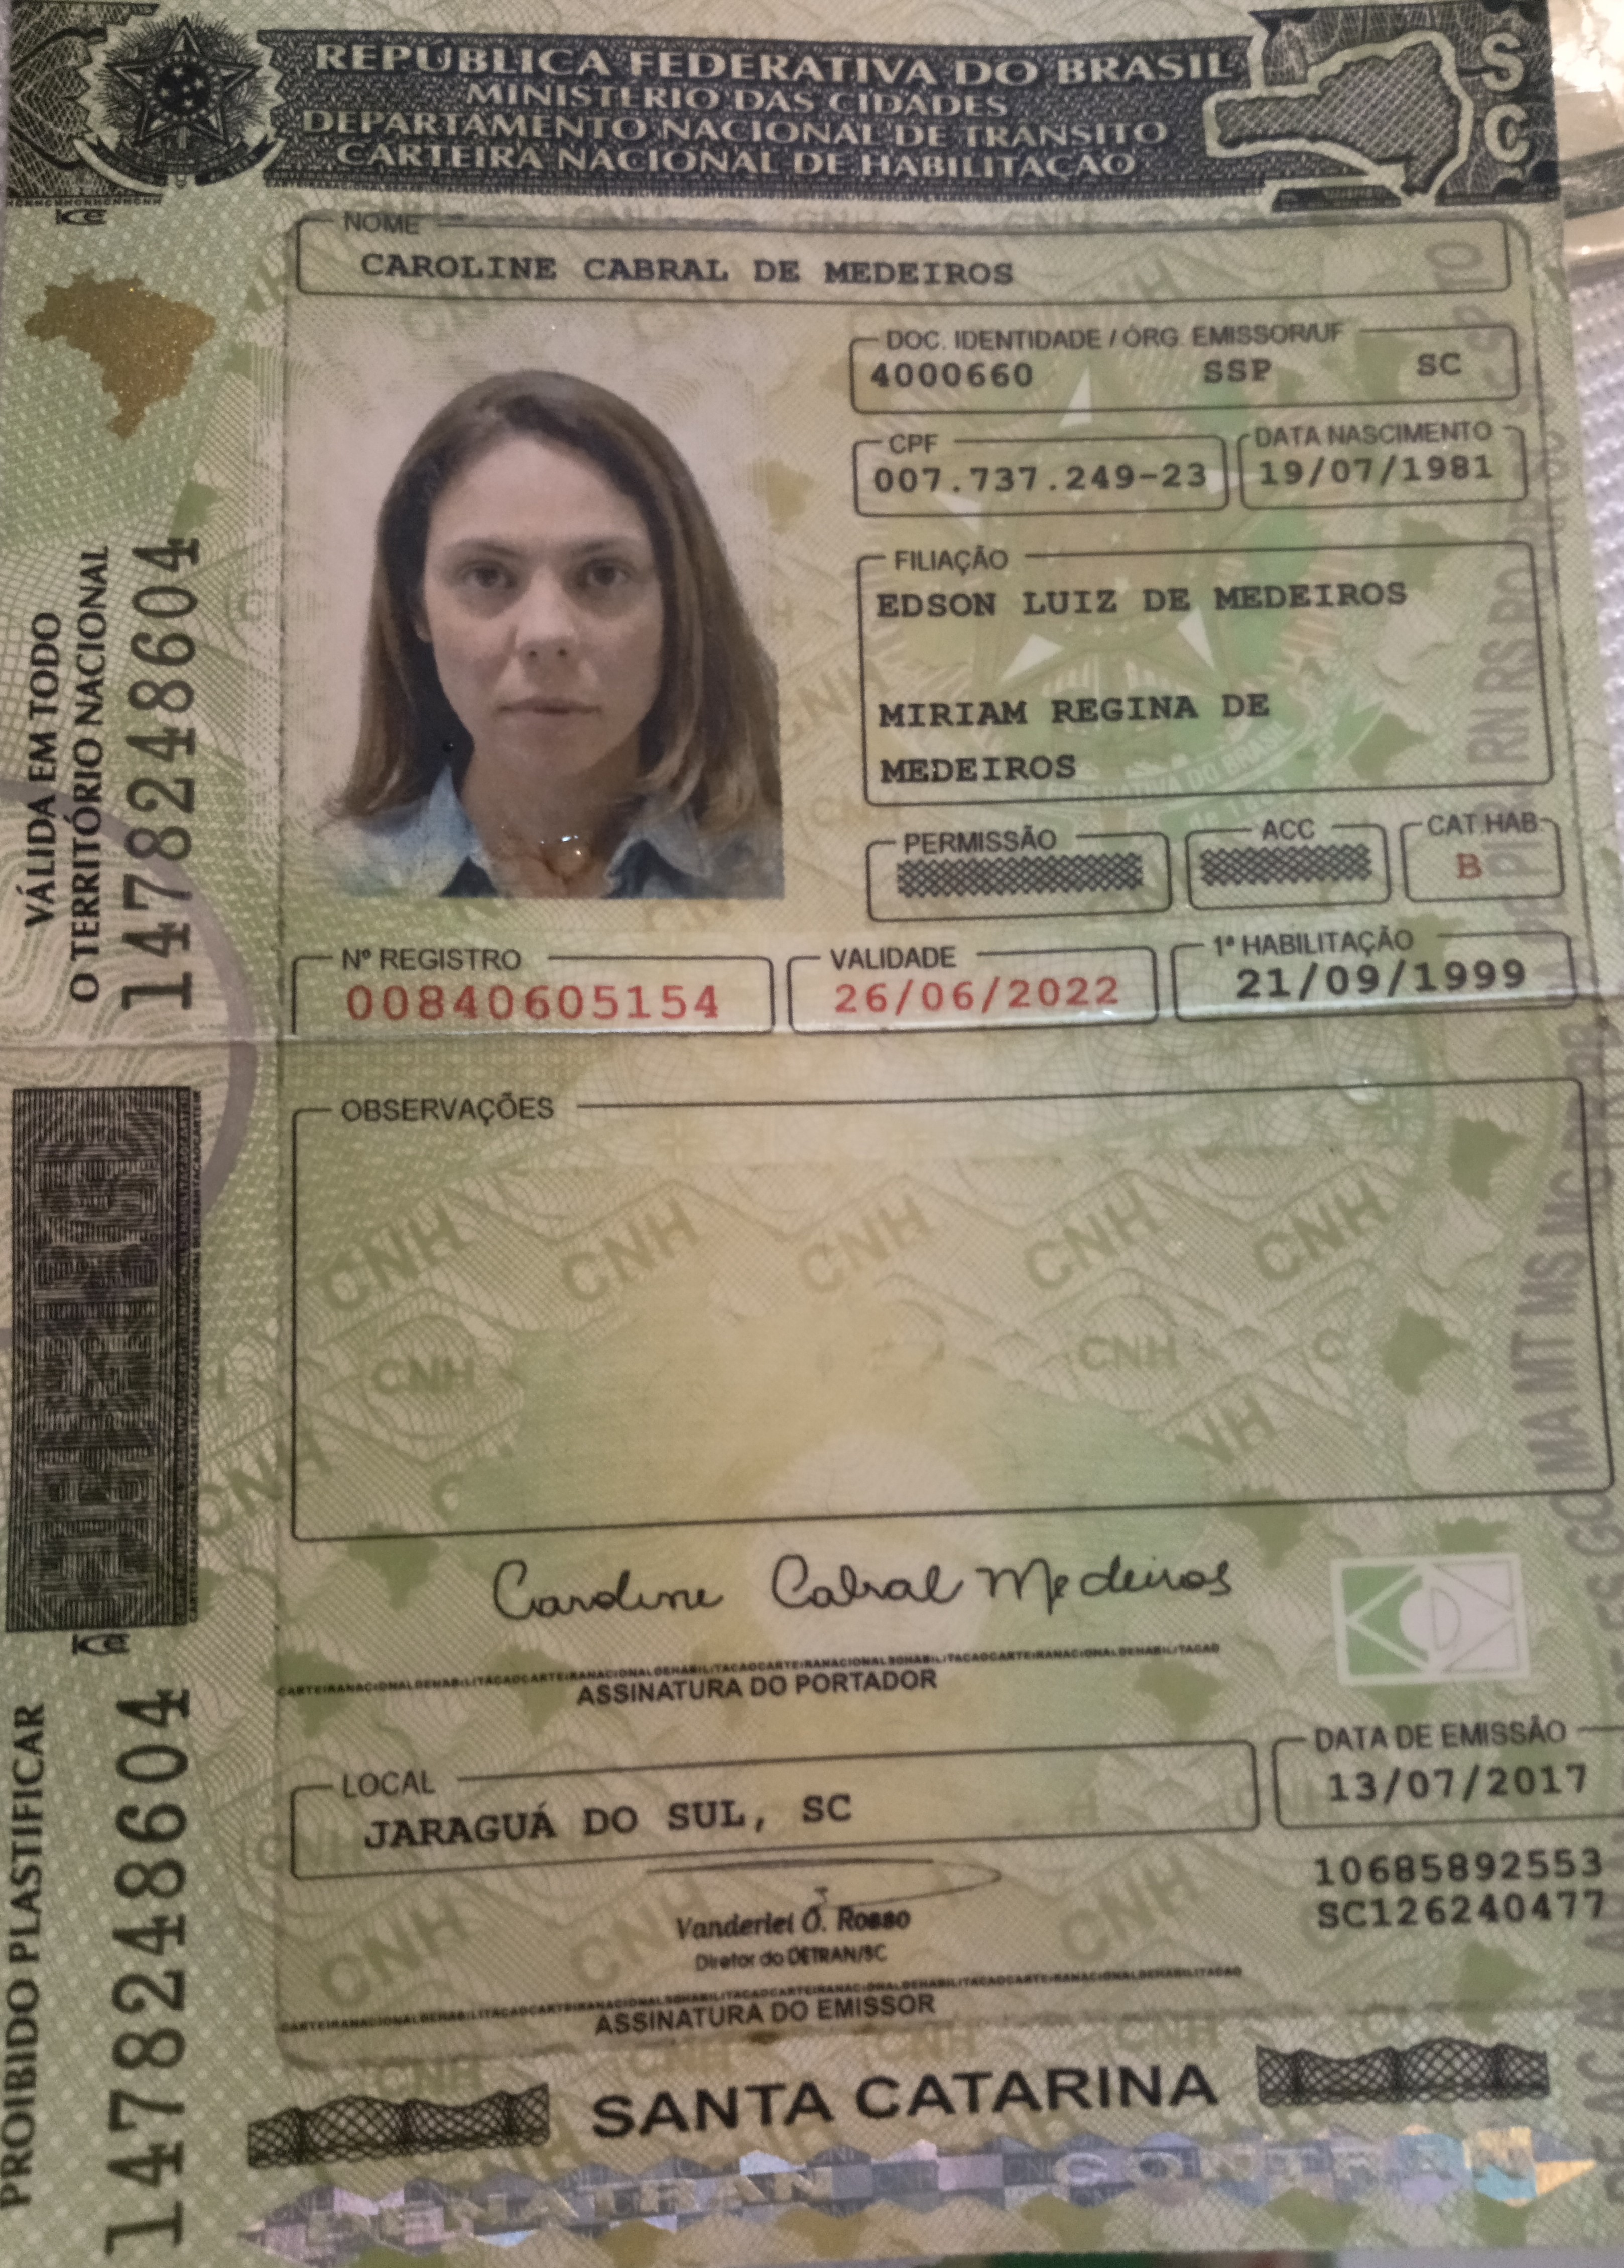 REPÚBLICA FEDERATIVA DO BRASIL
MINISTÉRIO DAS CIDADES
DEPARTAMENTO NACIONAL DE TRÂNSITO
CARTEIRA NACIONAL DE HABILITAÇÃO
SC
NOME
CAROLINE CABRAL DE MEDEIROS
DOC. IDENTIDADE / ÓRG. EMISSOR/UF
4000660 SSP SC
CPF
007.737.249-23
DATA NASCIMENTO
19/07/1981
FILIAÇÃO
EDSON LUIZ DE MEDEIROS
MIRIAM REGINA DE
MEDEIROS
PERMISSÃO
ACC
CAT.HAB.
B
Nº REGISTRO
00840605154
VALIDADE
26/06/2022
1ª HABILITAÇÃO
21/09/1999
VÁLIDA EM TODO
O TERRITÓRIO NACIONAL
1478248604
OBSERVAÇÕES
Caroline Cabral Medeiros
ASSINATURA DO PORTADOR
LOCAL
JARAGUÁ DO SUL, SC
DATA DE EMISSÃO
13/07/2017
10685892553
SC126240477
Vanderlei O. Rosso
Diretor do DETRAN/SC
ASSINATURA DO EMISSOR
PROIBIDO PLASTIFICAR
1478248604
SANTA CATARINA
DENATRAN CONTRAN